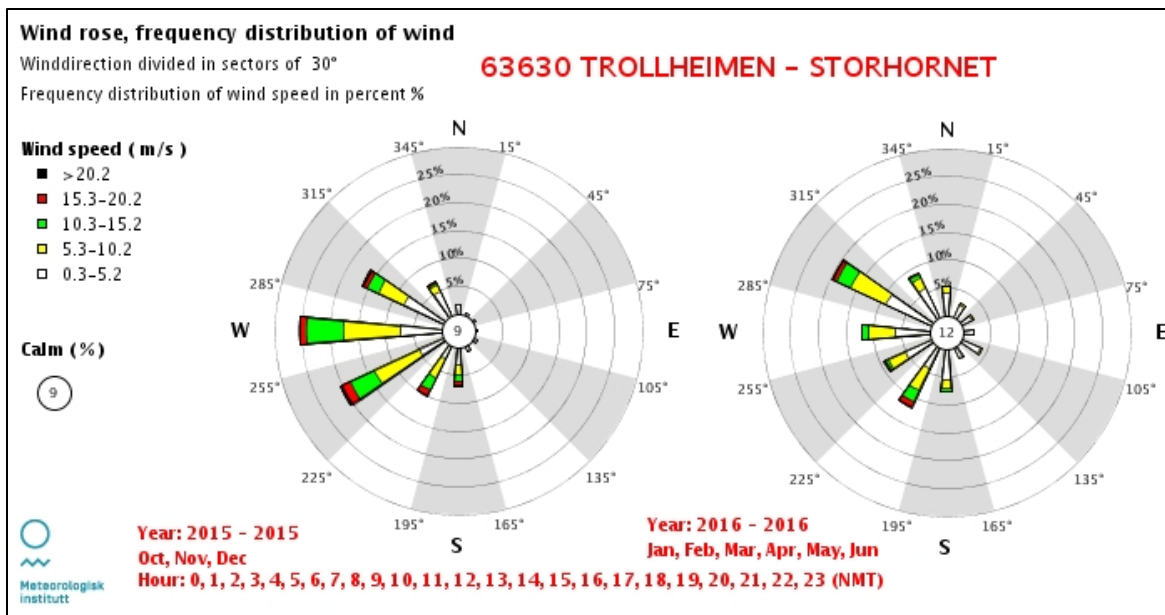 Wind rose, frequency distribution of wind
Winddirection divided in sectors of 30°
Frequency distribution of wind speed in percent %
63630 TROLLHEIMEN - STORHORNET
Wind speed ( m/s )
>20.2
15.3-20.2
10.3-15.2
5.3-10.2
0.3-5.2
Calm (%)
9
N
345° 15°
315° 45°
285° 75°
W E
255° 105°
225° 135°
195° 165°
S
25%
20%
15%
10%
5%
9
N
345° 15°
315° 45°
285° 75°
W E
255° 105°
225° 135°
195° 165°
S
25%
20%
15%
10%
5%
12
Year: 2015 - 2015
Oct, Nov, Dec
Year: 2016 - 2016
Jan, Feb, Mar, Apr, May, Jun
Hour: 0, 1, 2, 3, 4, 5, 6, 7, 8, 9, 10, 11, 12, 13, 14, 15, 16, 17, 18, 19, 20, 21, 22, 23 (NMT)
Meteorologisk
institutt